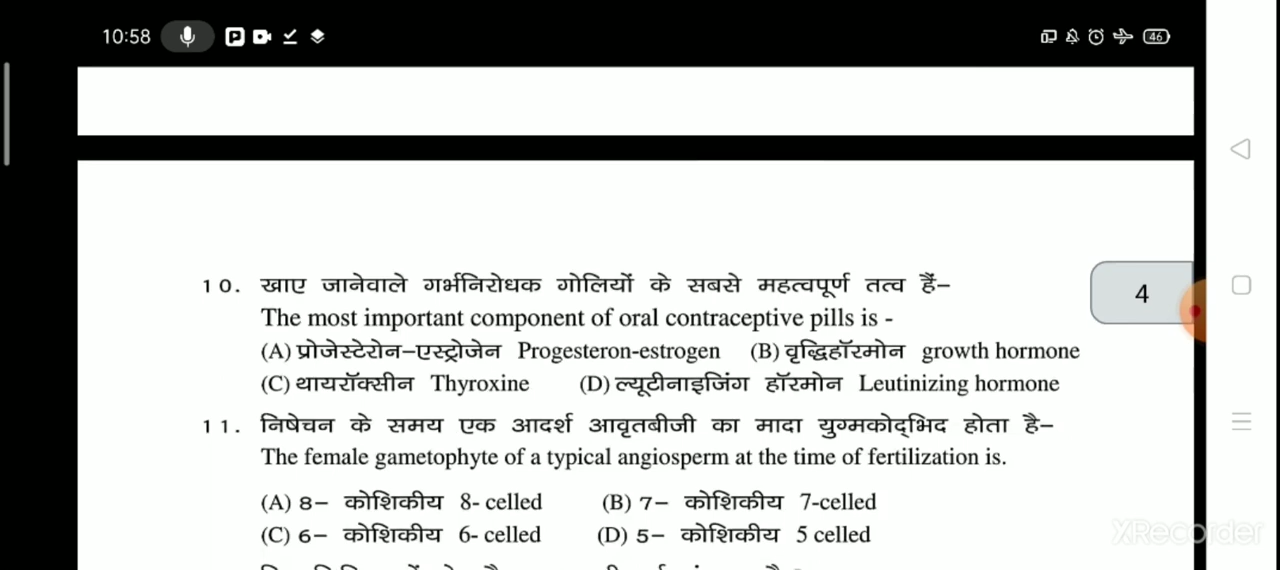 10:58
46
4
10. खाए जानेवाले गर्भनिरोधक गोलियों के सबसे महत्वपूर्ण तत्व हैं–
The most important component of oral contraceptive pills is -
(A) प्रोजेस्टेरोन–एस्ट्रोजेन Progesteron-estrogen (B) वृद्धिहॉरमोन growth hormone
(C) थायरॉक्सीन Thyroxine (D) ल्यूटीनाइजिंग हॉरमोन Leutinizing hormone
11. निषेचन के समय एक आदर्श आवृतबीजी का मादा युग्मकोद्भिद होता है–
The female gametophyte of a typical angiosperm at the time of fertilization is.
(A) 8– कोशिकीय 8- celled (B) 7– कोशिकीय 7-celled
(C) 6– कोशिकीय 6- celled (D) 5– कोशिकीय 5 celled
XRecorder